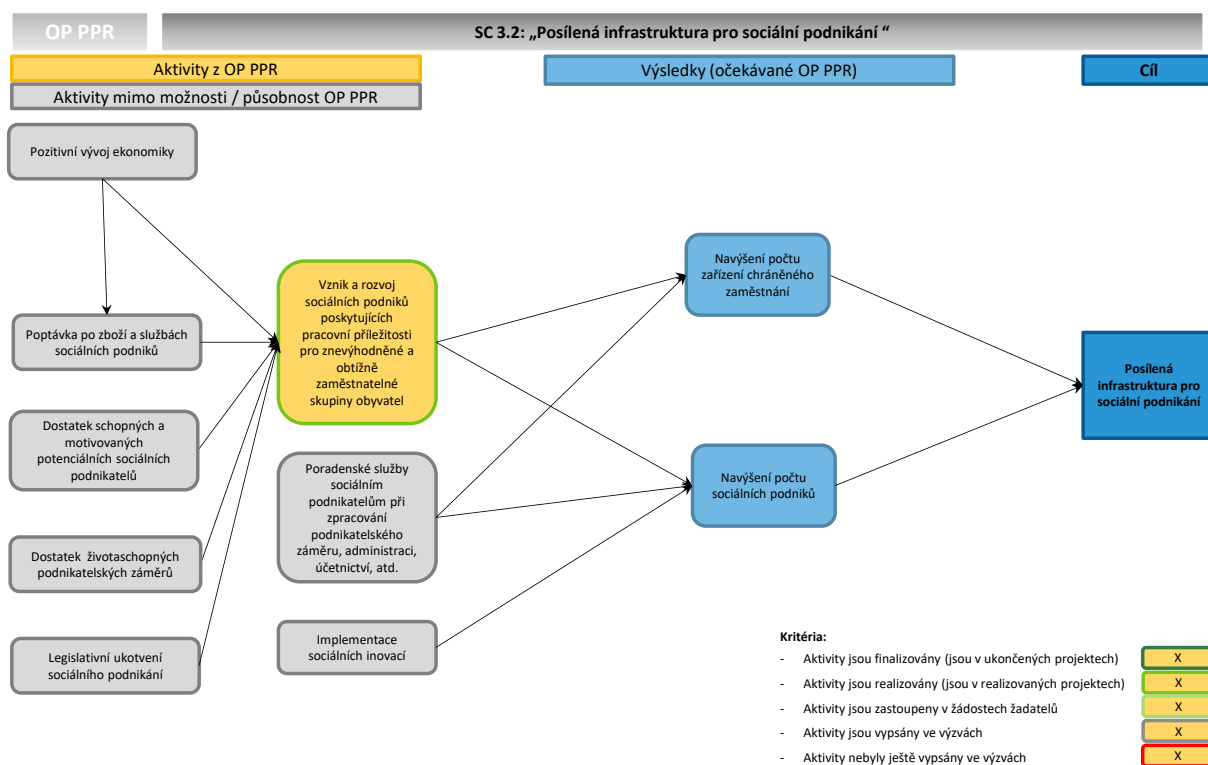 OP PPR
SC 3.2: „Posílená infrastruktura pro sociální podnikání “
Aktivity z OP PPR
Výsledky (očekávané OP PPR)
Cíl
Aktivity mimo možnosti / působnost OP PPR
Pozitivní vývoj ekonomiky
Poptávka po zboží a službách
sociálních podniků
Dostatek schopných a
motivovaných
potenciálních sociálních
podnikatelů
Dostatek životaschopných
podnikatelských záměrů
Legislativní ukotvení
sociálního podnikání
Vznik a rozvoj
sociálních podniků
poskytujících
pracovní příležitosti
pro znevýhodněné a
obtížně
zaměstnatelné
skupiny obyvatel
Poradenské služby
sociálním
podnikatelům při
zpracování
podnikatelského
záměru, administraci,
účetnictví, atd.
Implementace
sociálních inovací
Navýšení počtu
zařízení chráněného
zaměstnání
Navýšení počtu
sociálních podniků
Posílená
infrastruktura pro
sociální podnikání
Kritéria:
- Aktivity jsou finalizovány (jsou v ukončených projektech) X
- Aktivity jsou realizovány (jsou v realizovaných projektech) X
- Aktivity jsou zastoupeny v žádostech žadatelů X
- Aktivity jsou vypsány ve výzvách X
- Aktivity nebyly ještě vypsány ve výzvách X